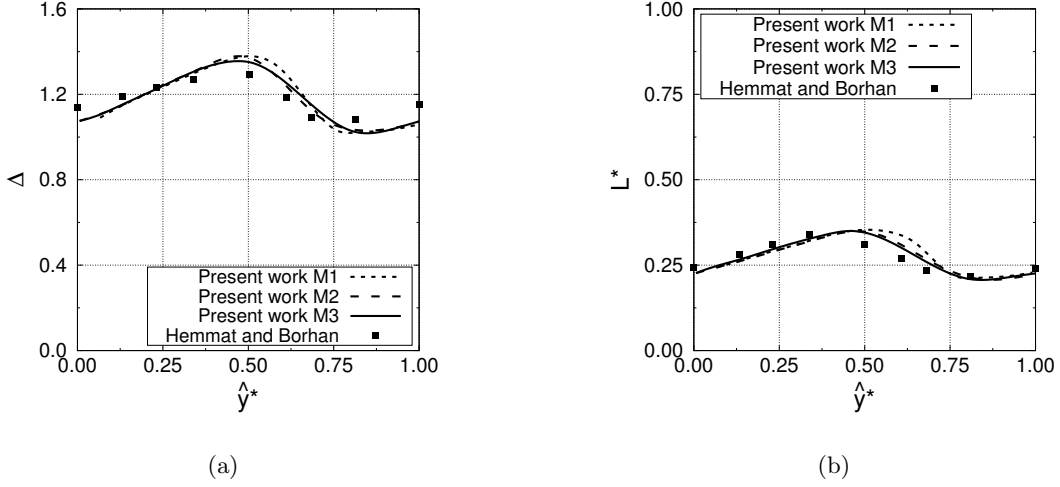 1.6
1.2
0.8
0.4
0.0
Δ
Present work M1
Present work M2
Present work M3
Hemmat and Borhan
0.00 0.25 0.50 0.75 1.00
ŷ*
(a)
1.00
0.75
0.50
0.25
0.00
L*
Present work M1
Present work M2
Present work M3
Hemmat and Borhan
0.00 0.25 0.50 0.75 1.00
ŷ*
(b)